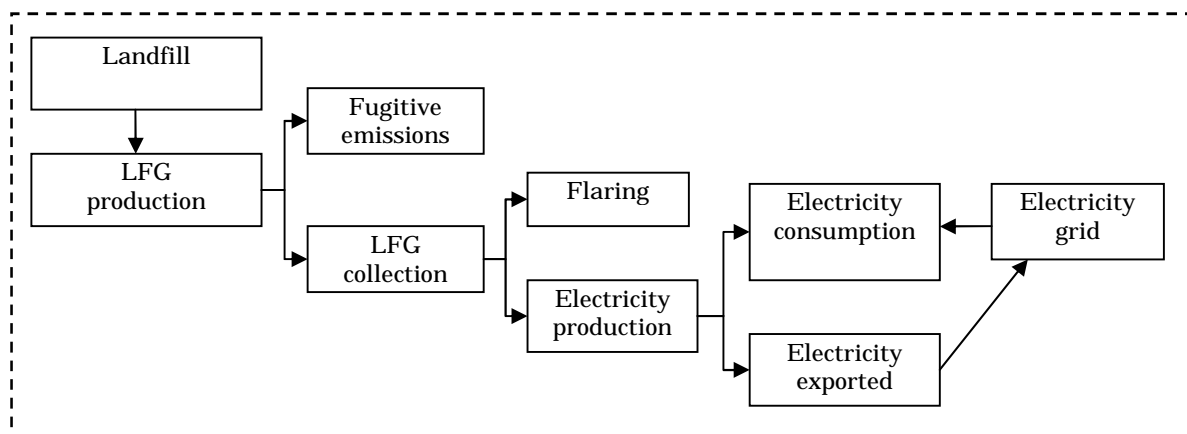 Landfill
LFG
production
Fugitive
emissions
LFG
collection
Flaring
Electricity
production
Electricity
consumption
Electricity
exported
Electricity
grid